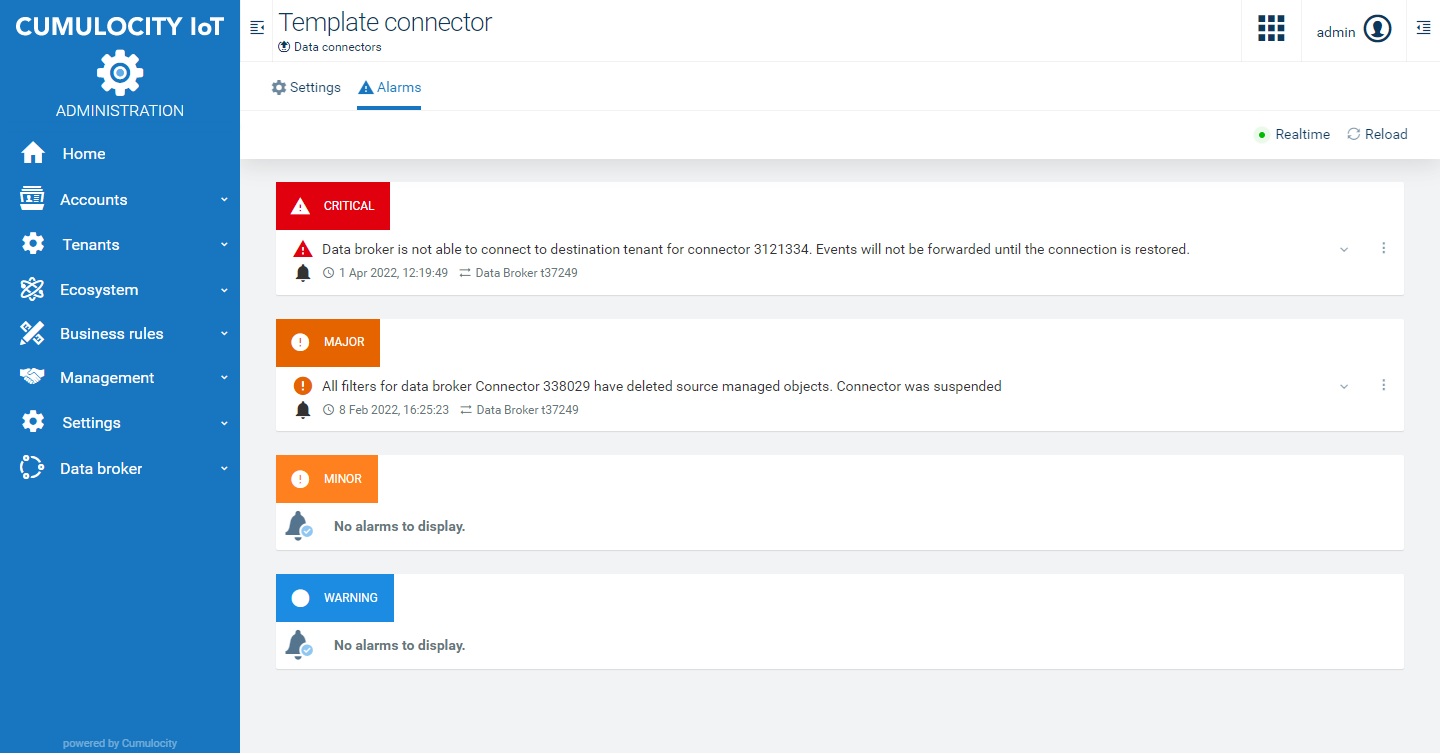 CUMULOCITY IoT
ADMINISTRATION
Home
Accounts
Tenants
Ecosystem
Business rules
Management
Settings
Data broker
powered by Cumulocity
Template connector
Data connectors
admin
Settings
Alarms
Realtime
Reload
CRITICAL
Data broker is not able to connect to destination tenant for connector 3121334. Events will not be forwarded until the connection is restored.
1 Apr 2022, 12:19:49 Data Broker t37249
MAJOR
All filters for data broker Connector 338029 have deleted source managed objects. Connector was suspended
8 Feb 2022, 16:25:23 Data Broker t37249
MINOR
No alarms to display.
WARNING
No alarms to display.